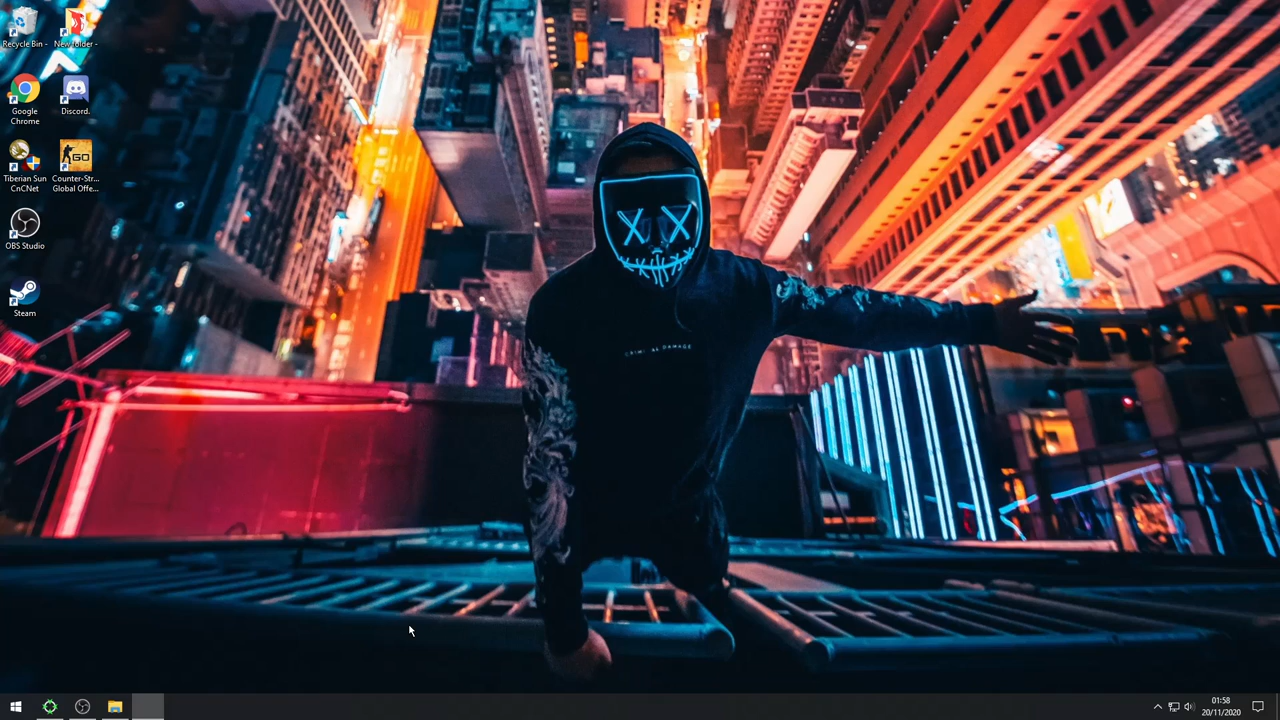 Recycle Bin -
New folder -
Google
Chrome
Discord.
Tiberian Sun
CnCNet
Counter-Str...
Global Offe...
GO
OBS Studio
Steam
CRIMINAL DAMAGE
01:58
20/11/2020